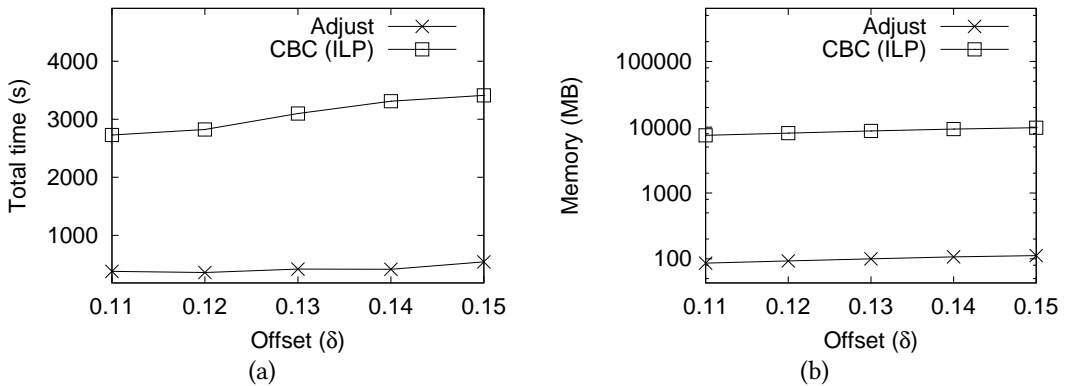 Total time (s)
4000
3000
2000
1000
0.11 0.12 0.13 0.14 0.15
Offset (δ)
Adjust
CBC (ILP)
(a)
Memory (MB)
100000
10000
1000
100
0.11 0.12 0.13 0.14 0.15
Offset (δ)
Adjust
CBC (ILP)
(b)